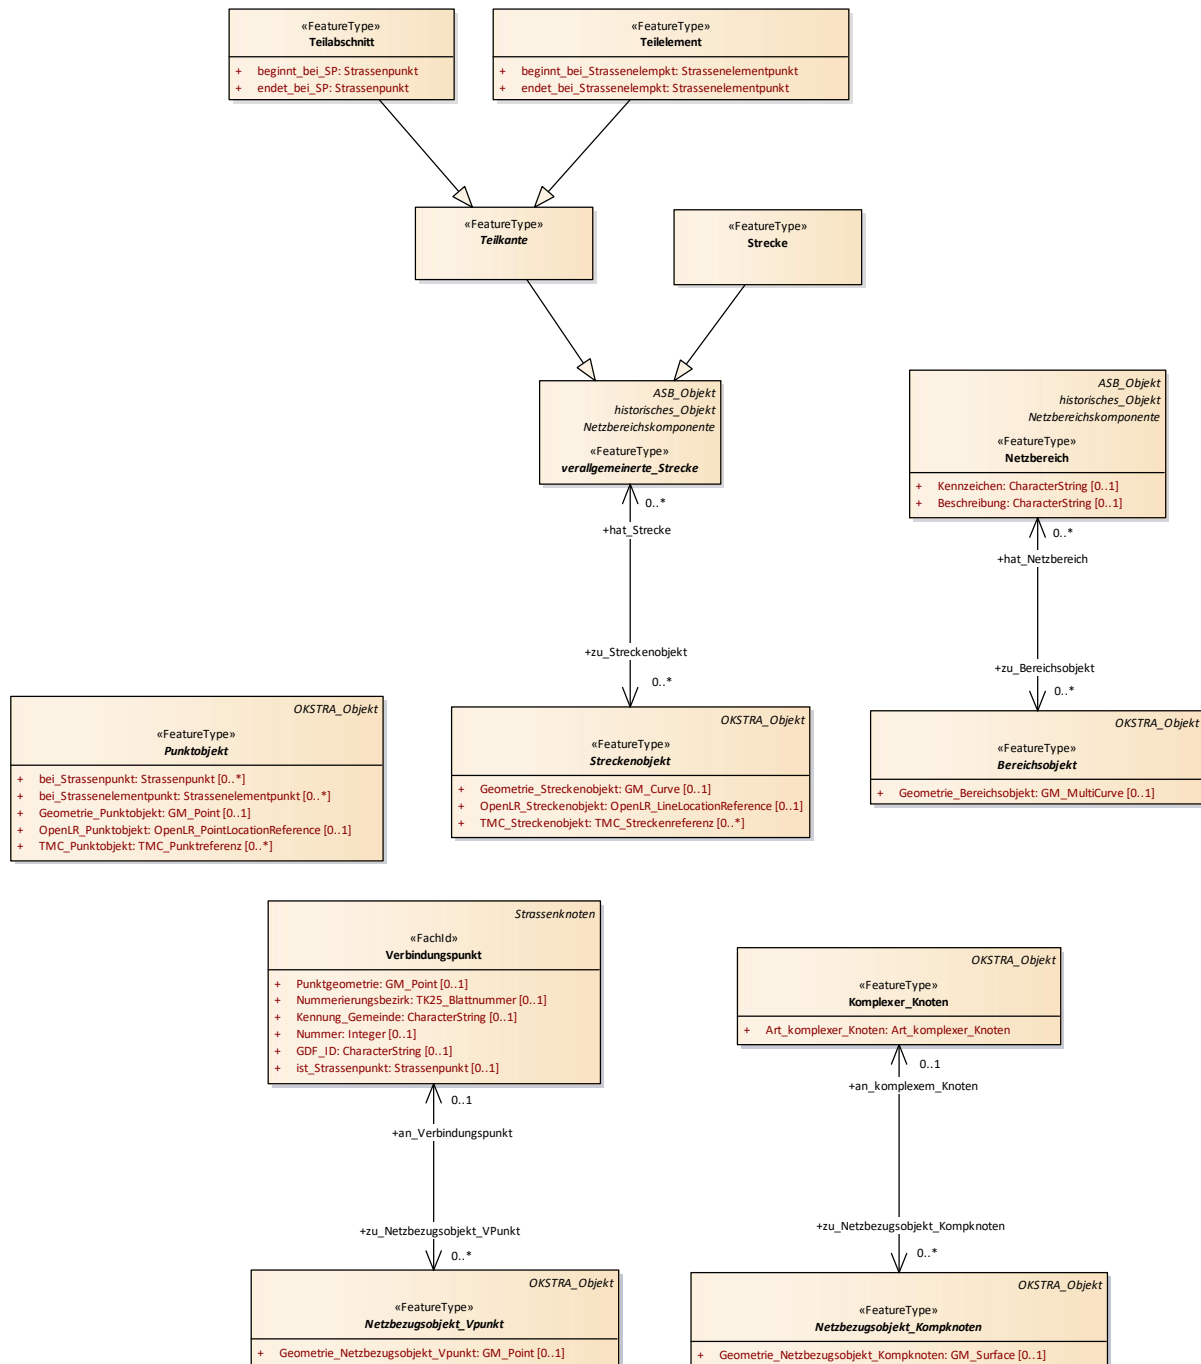 «FeatureType»
Teilabschnitt
+ beginnt_bei_SP: Strassenpunkt
+ endet_bei_SP: Strassenpunkt
«FeatureType»
Teilelement
+ beginnt_bei_Strassenelempkt: Strassenelementpunkt
+ endet_bei_Strassenelempkt: Strassenelementpunkt
«FeatureType»
Teilkante
«FeatureType»
Strecke
ASB_Objekt
historisches_Objekt
Netzbereichskomponente
«FeatureType»
verallgemeinerte_Strecke
ASB_Objekt
historisches_Objekt
Netzbereichskomponente
«FeatureType»
Netzbereich
+ Kennzeichen: CharacterString [0..1]
+ Beschreibung: CharacterString [0..1]
0..*
+hat_Strecke
0..*
+hat_Netzbereich
+zu_Streckenobjekt
0..*
+zu_Bereichsobjekt
0..*
OKSTRA_Objekt
«FeatureType»
Punktobjekt
+ bei_Strassenpunkt: Strassenpunkt [0..*]
+ bei_Strassenelementpunkt: Strassenelementpunkt [0..*]
+ Geometrie_Punktobjekt: GM_Point [0..1]
+ OpenLR_Punktobjekt: OpenLR_PointLocationReference [0..1]
+ TMC_Punktobjekt: TMC_Punktreferenz [0..*]
OKSTRA_Objekt
«FeatureType»
Streckenobjekt
+ Geometrie_Streckenobjekt: GM_Curve [0..1]
+ OpenLR_Streckenobjekt: OpenLR_LineLocationReference [0..1]
+ TMC_Streckenobjekt: TMC_Streckenreferenz [0..*]
OKSTRA_Objekt
«FeatureType»
Bereichsobjekt
+ Geometrie_Bereichsobjekt: GM_MultiCurve [0..1]
Strassenknoten
«FachId»
Verbindungspunkt
+ Punktgeometrie: GM_Point [0..1]
+ Nummerierungsbezirk: TK25_Blattnummer [0..1]
+ Kennung_Gemeinde: CharacterString [0..1]
+ Nummer: Integer [0..1]
+ GDF_ID: CharacterString [0..1]
+ ist_Strassenpunkt: Strassenpunkt [0..1]
OKSTRA_Objekt
«FeatureType»
Komplexer_Knoten
+ Art_komplexer_Knoten: Art_komplexer_Knoten
0..1
+an_Verbindungspunkt
0..1
+an_komplexem_Knoten
+zu_Netzbezugsobjekt_VPunkt
0..*
+zu_Netzbezugsobjekt_Kompknoten
0..*
OKSTRA_Objekt
«FeatureType»
Netzbezugsobjekt_Vpunkt
+ Geometrie_Netzbezugsobjekt_Vpunkt: GM_Point [0..1]
OKSTRA_Objekt
«FeatureType»
Netzbezugsobjekt_Kompknoten
+ Geometrie_Netzbezugsobjekt_Kompknoten: GM_Surface [0..1]